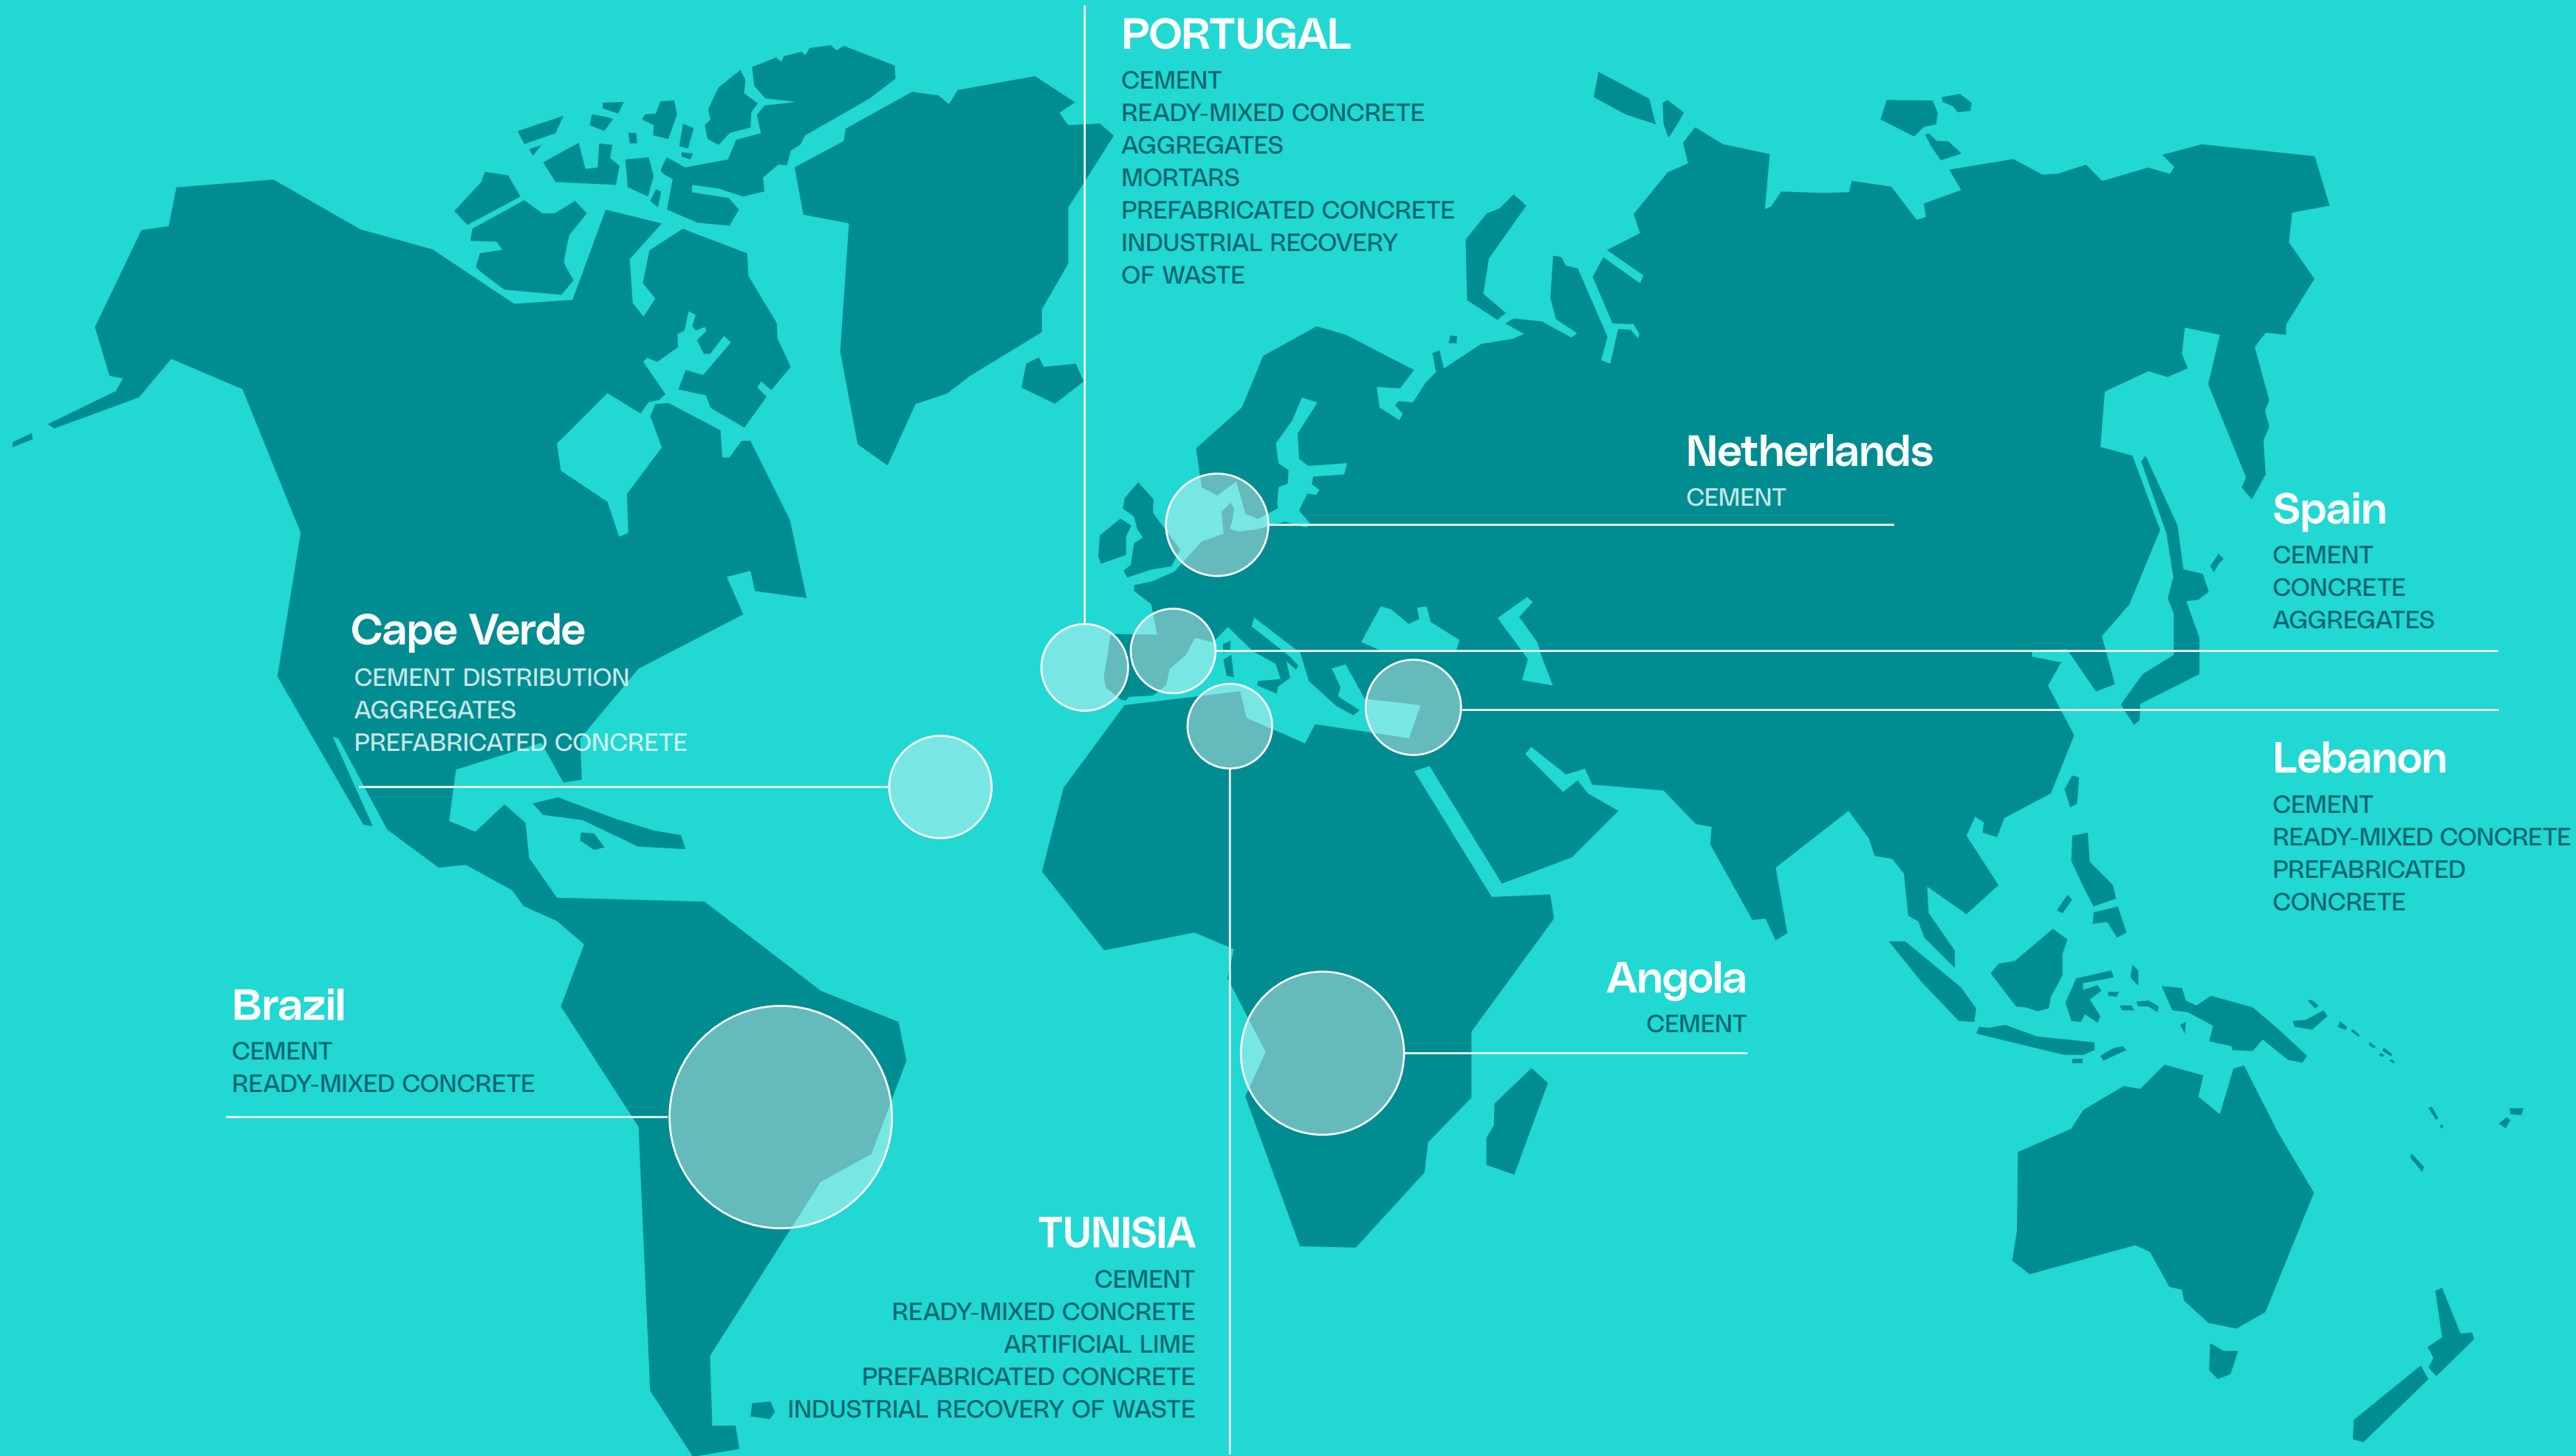 PORTUGAL
CEMENT
READY-MIXED CONCRETE
AGGREGATES
MORTARS
PREFABRICATED CONCRETE
INDUSTRIAL RECOVERY
OF WASTE
Netherlands
CEMENT
Spain
CEMENT
CONCRETE
AGGREGATES
Cape Verde
CEMENT DISTRIBUTION
AGGREGATES
PREFABRICATED CONCRETE
Lebanon
CEMENT
READY-MIXED CONCRETE
PREFABRICATED
CONCRETE
Angola
CEMENT
Brazil
CEMENT
READY-MIXED CONCRETE
TUNISIA
CEMENT
READY-MIXED CONCRETE
ARTIFICIAL LIME
PREFABRICATED CONCRETE
INDUSTRIAL RECOVERY OF WASTE